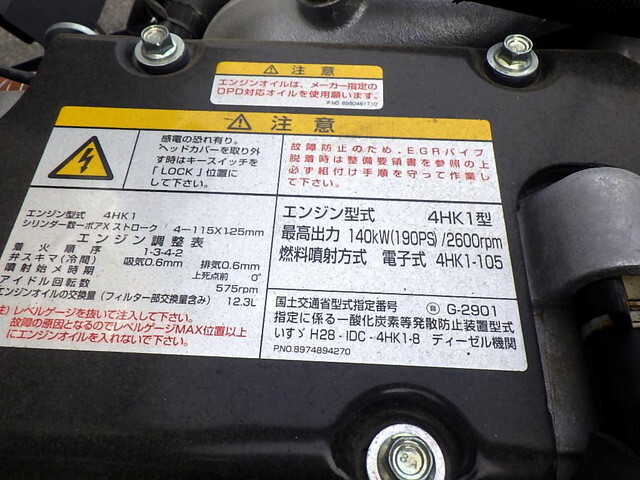 ⚠ 注 意
エンジンオイルは、メーカー指定の
DPD対応オイルを使用願います。
P.NO. 8980461710
⚠ 注 意
感電の恐れ有り。
ヘッドカバーを取り外
す時はキースイッチを
「LOCK」位置に
して下さい。
故障防止のため、EGRパイプ
脱着時は整備要領書を参照の上
必ず組付け手順を守って作業し
て下さい。
エンジン型式 4HK1
シリンダー数ーボアXストローク 4-115X125mm
エンジン調整表
着火順序 1-3-4-2
弁スキマ(冷間) 吸気0.6mm 排気0.6mm
噴射始メ時期 上死点前 0°
アイドル回転数 575rpm
エンジンオイルの交換量(フィルター部交換量含み) 12.3L
注)レベルゲージを抜いて注入して下さい。
故障の原因となるのでレベルゲージMAX位置以上
にエンジンオイルを入れないで下さい。
エンジン型式 4HK1型
最高出力 140kW(190PS)/2600rpm
燃料噴射方式 電子式 4HK1-105
国土交通省型式指定番号 G-2901
指定に係る一酸化炭素等発散防止装置型式
いすゞ H28-IDC-4HK1-8 ディーゼル機関
P.NO.8974894270